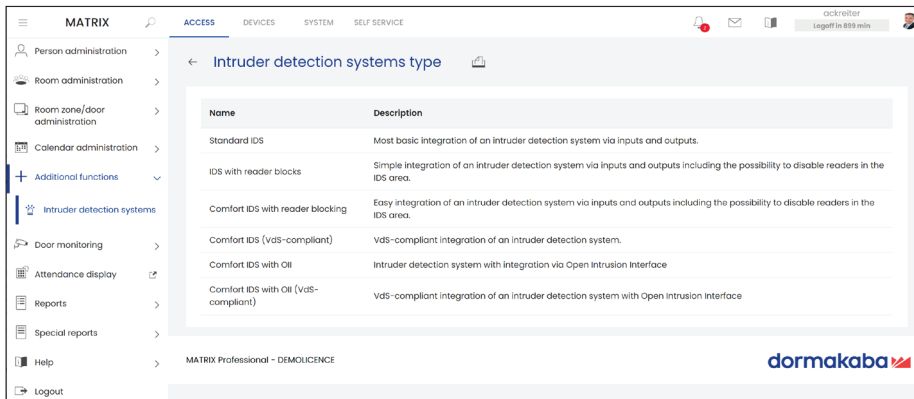 MATRIX
ACCESS
DEVICES
SYSTEM
SELF SERVICE
2
ackreiter
Logoff in 899 min
Person administration
Room administration
Room zone/door
administration
Calendar administration
Additional functions
Intruder detection systems
Door monitoring
Attendance display
Reports
Special reports
Help
Logout
Intruder detection systems type
Name
Description
Standard IDS
Most basic integration of an intruder detection system via inputs and outputs.
IDS with reader blocks
Simple integration of an intruder detection system via inputs and outputs including the possibility to disable readers in the
IDS area.
Comfort IDS with reader blocking
Easy integration of an intruder detection system via inputs and outputs including the possibility to disable readers in the
IDS area.
Comfort IDS (VdS-compliant)
VdS-compliant integration of an intruder detection system.
Comfort IDS with OII
Intruder detection system with integration via Open Intrusion Interface
Comfort IDS with OII (VdS-
compliant)
VdS-compliant integration of an intruder detection system with Open Intrusion Interface
MATRIX Professional - DEMOLICENCE
dormakaba